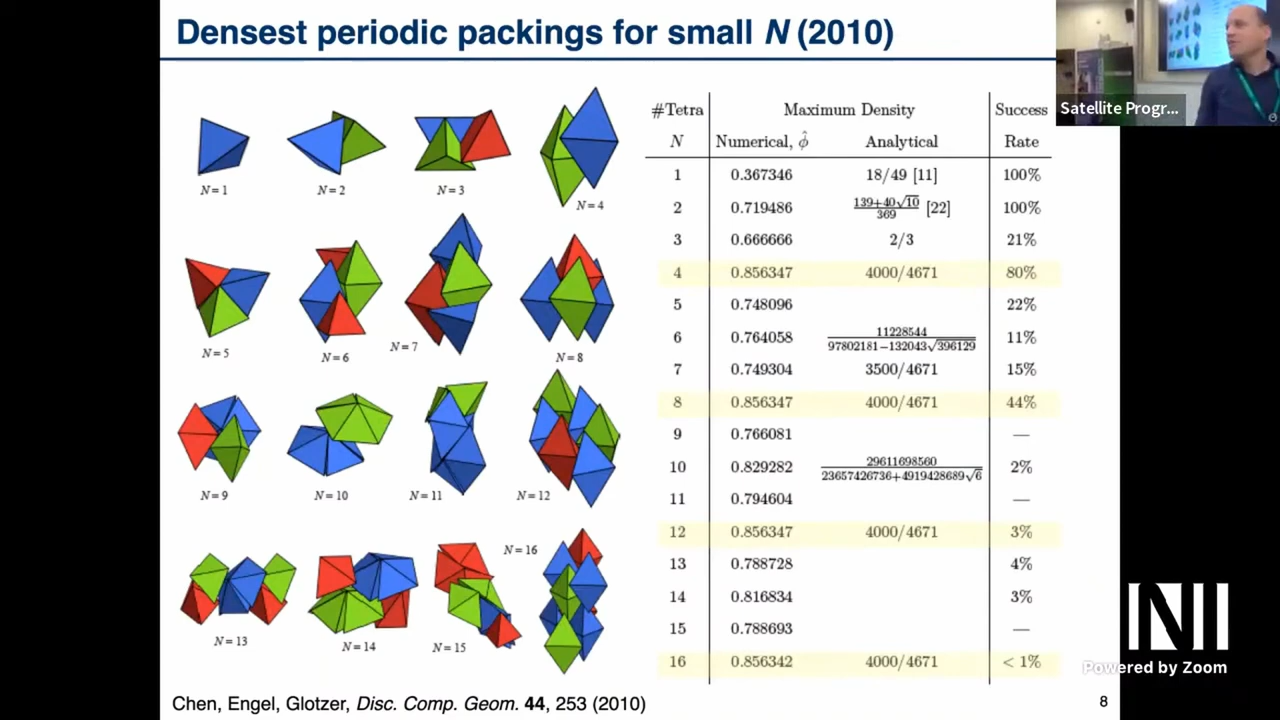 Densest periodic packings for small N (2010)
Satellite Progr...
N = 1
N = 2
N = 3
N = 4
N = 5
N = 6
N = 7
N = 8
N = 9
N = 10
N = 11
N = 12
N = 13
N = 14
N = 15
N = 16
#Tetra Maximum Density Success
N Numerical, φ̂ Analytical Rate
1 0.367346 18/49 [11] 100%
2 0.719486 139+40√10/369 [22] 100%
3 0.666666 2/3 21%
4 0.856347 4000/4671 80%
5 0.748096 22%
6 0.764058 11228544/97802181−132043√396129 11%
7 0.749304 3500/4671 15%
8 0.856347 4000/4671 44%
9 0.766081 —
10 0.829282 29611698560/23657426736+4919428689√6 2%
11 0.794604 —
12 0.856347 4000/4671 3%
13 0.788728 4%
14 0.816834 3%
15 0.788693 —
16 0.856342 4000/4671 < 1%
Chen, Engel, Glotzer, Disc. Comp. Geom. 44, 253 (2010)
8
NI
Powered by Zoom